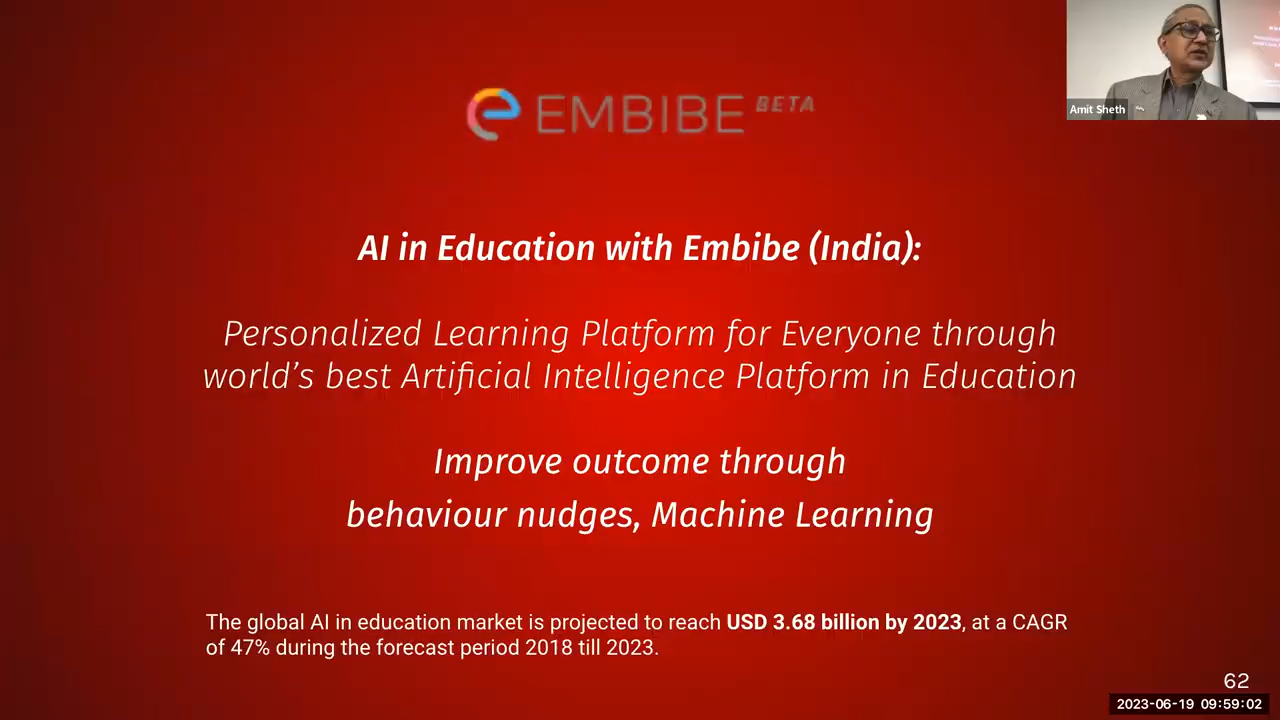 EMBIBE BETA
Amit Sheth
AI in Education with Embibe (India):
Personalized Learning Platform for Everyone through
world’s best Artificial Intelligence Platform in Education
Improve outcome through
behaviour nudges, Machine Learning
The global AI in education market is projected to reach USD 3.68 billion by 2023, at a CAGR
of 47% during the forecast period 2018 till 2023.
62
2023-06-19 09:59:02